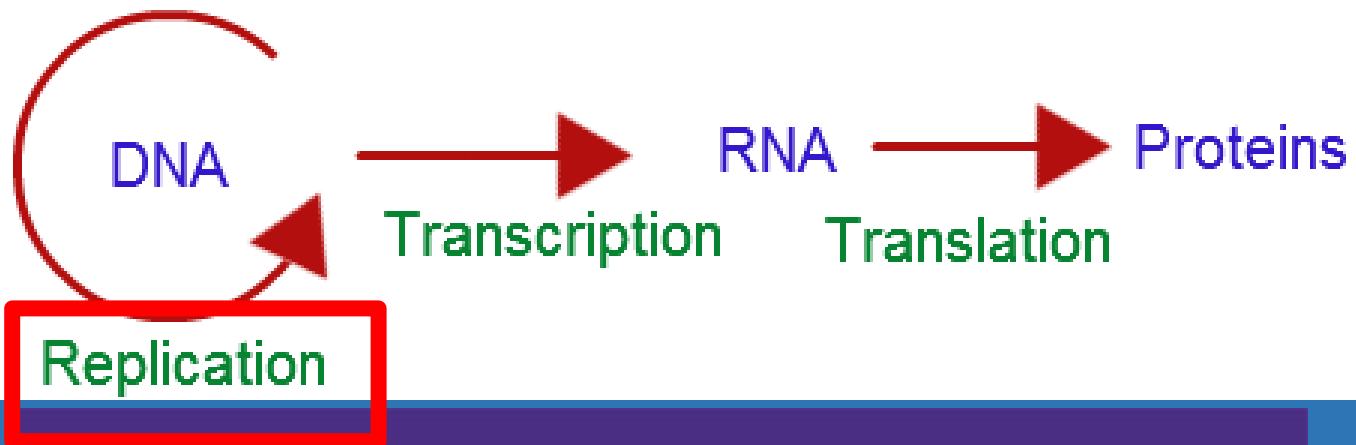 DNA
RNA
Proteins
Transcription
Translation
Replication